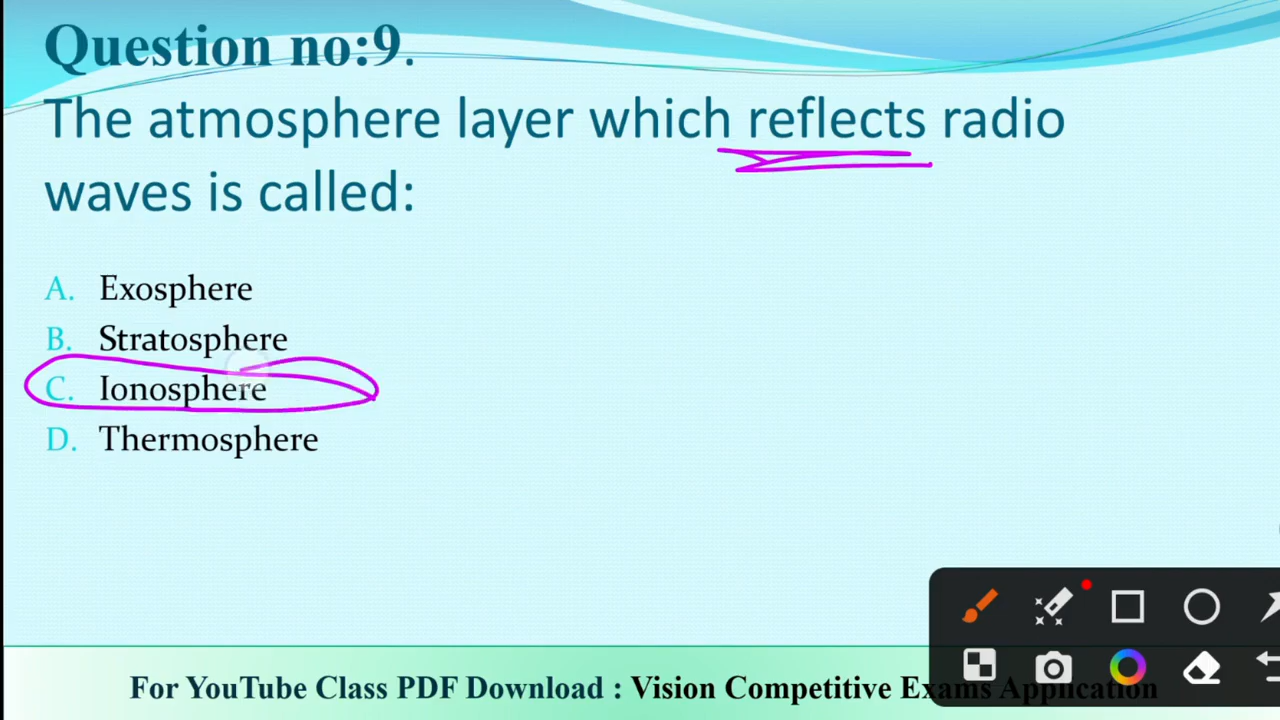 Question no:9.
The atmosphere layer which reflects radio
waves is called:
A. Exosphere
B. Stratosphere
C. Ionosphere
D. Thermosphere
For YouTube Class PDF Download : Vision Competitive Exams Application